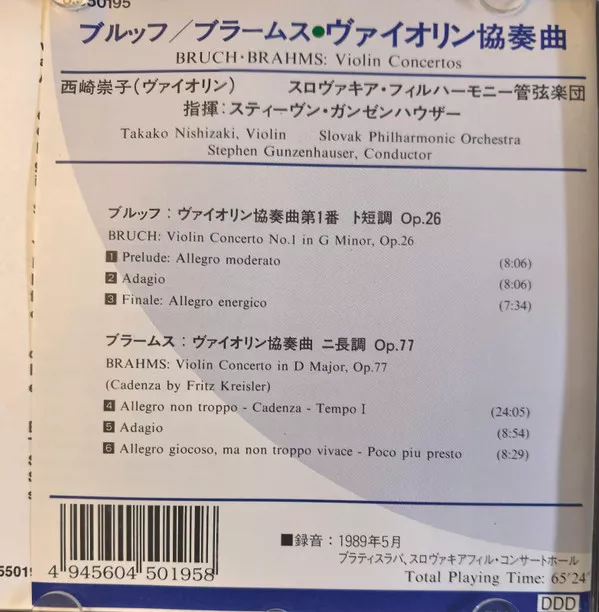 50195
ブルッフ/ブラームス●ヴァイオリン協奏曲
BRUCH・BRAHMS: Violin Concertos
西崎崇子(ヴァイオリン) スロヴァキア・フィルハーモニー管弦楽団
指揮:スティーヴン・ガンゼンハウザー
Takako Nishizaki, Violin Slovak Philharmonic Orchestra
Stephen Gunzenhauser, Conductor
ブルッフ:ヴァイオリン協奏曲第1番 ト短調 Op.26
BRUCH: Violin Concerto No.1 in G Minor, Op.26
1 Prelude: Allegro moderato (8:06)
2 Adagio (8:06)
3 Finale: Allegro energico (7:34)
ブラームス:ヴァイオリン協奏曲 ニ長調 Op.77
BRAHMS: Violin Concerto in D Major, Op.77
(Cadenza by Fritz Kreisler)
4 Allegro non troppo - Cadenza - Tempo I (24:05)
5 Adagio (8:54)
6 Allegro giocoso, ma non troppo vivace - Poco piu presto (8:29)
■録音:1989年5月
ブラティスラバ、スロヴァキアフィル・コンサートホール
4 945604 501958
Total Playing Time: 65'24"
DDD